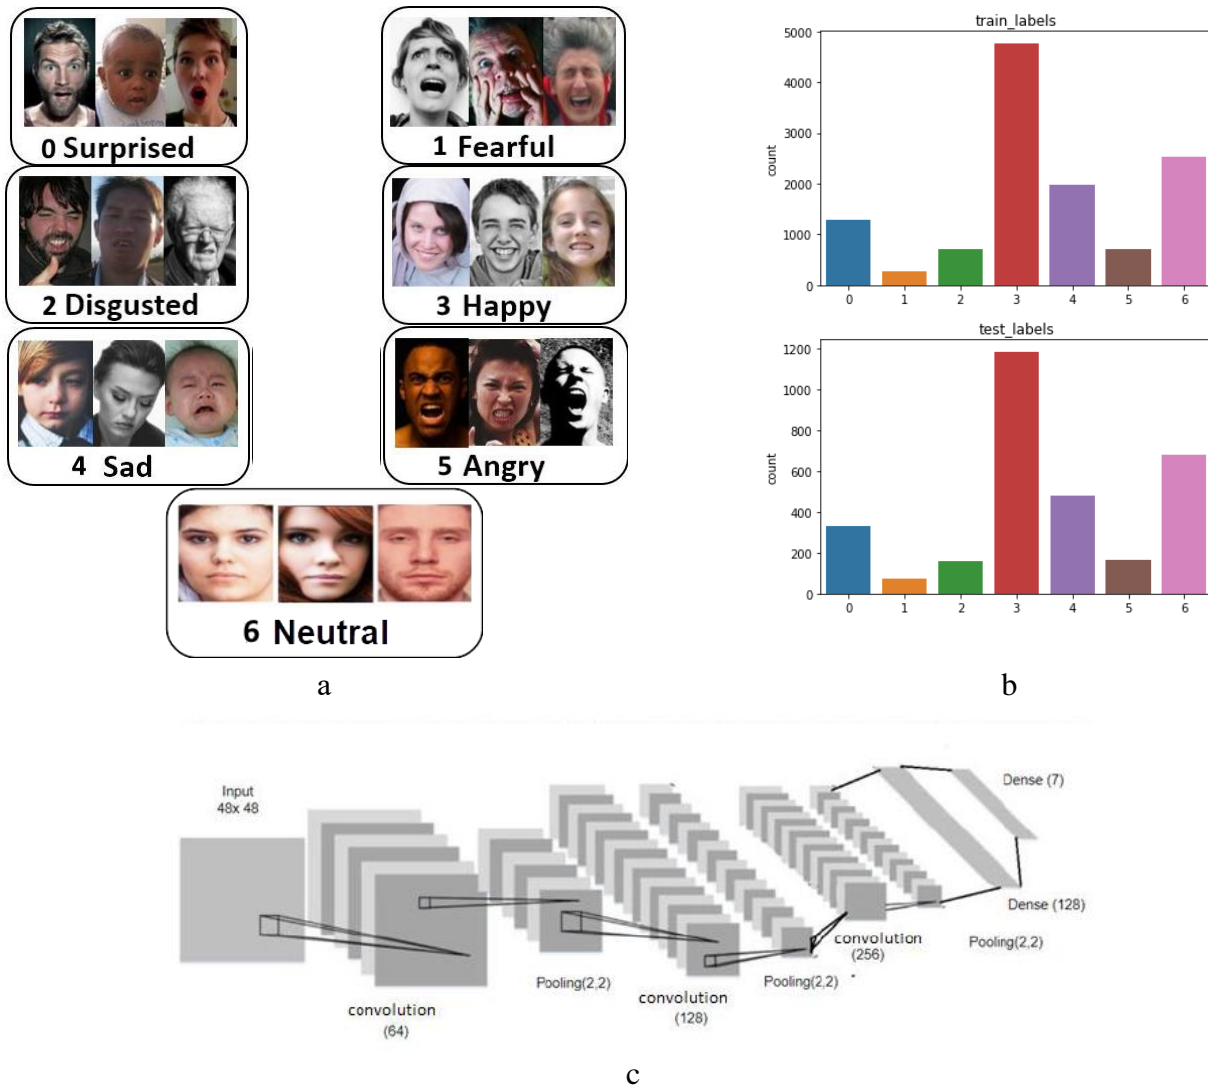 0 Surprised
1 Fearful
2 Disgusted
3 Happy
4 Sad
5 Angry
6 Neutral
a
train_labels
5000
4000
3000
2000
1000
0
count
0 1 2 3 4 5 6
test_labels
1200
1000
800
600
400
200
0
count
0 1 2 3 4 5 6
b
Input
48x 48
convolution
(64)
Pooling(2,2)
convolution
(128)
Pooling(2,2)
convolution
(256)
Pooling(2,2)
Dense (128)
Dense (7)
c